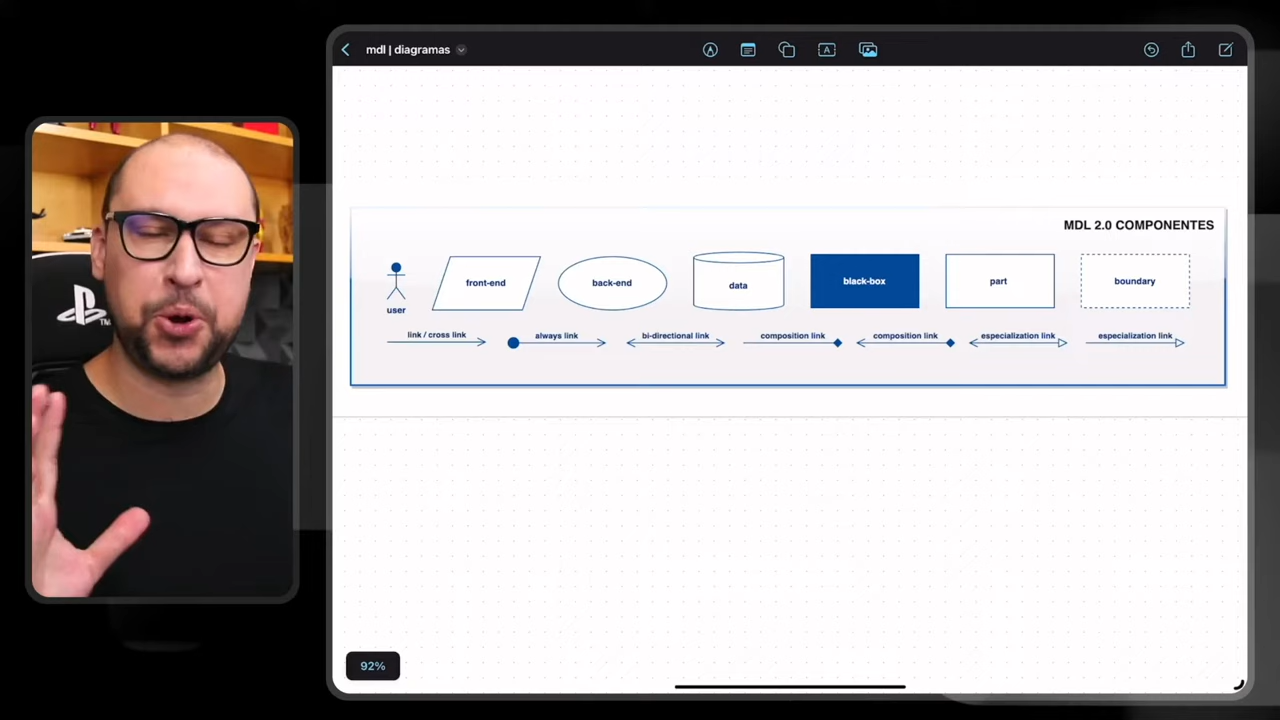 mdl | diagramas
MDL 2.0 COMPONENTES
user
front-end
back-end
data
black-box
part
boundary
link / cross link
always link
bi-directional link
composition link
composition link
especialization link
especialization link
92%
TM